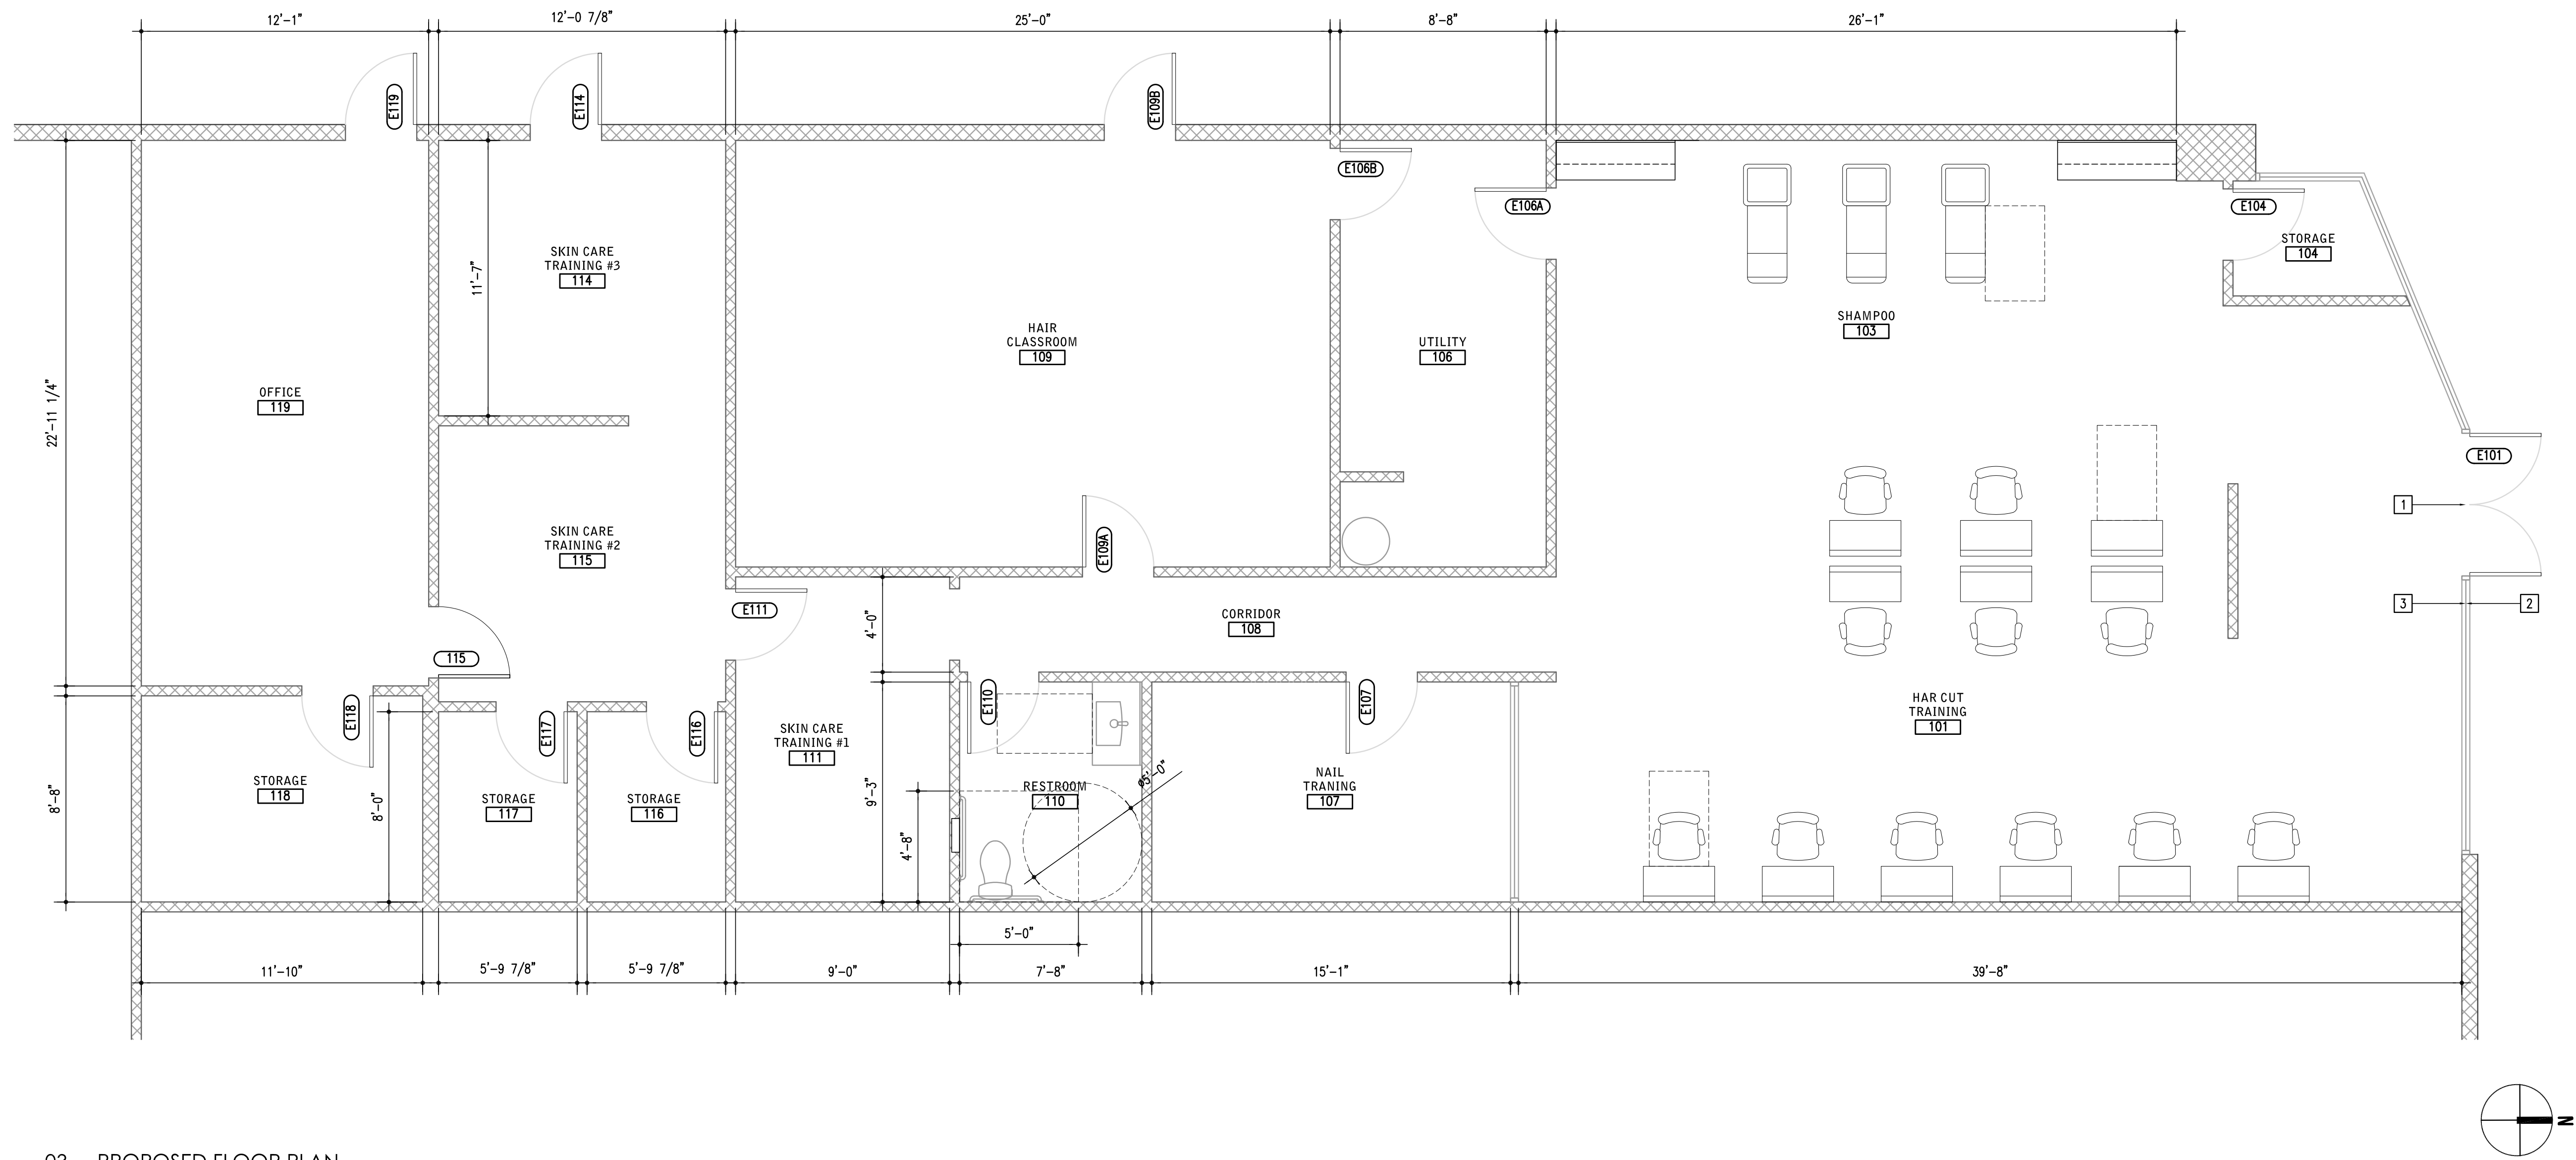 12'-1"
12'-0 7/8"
25'-0"
8'-8"
26'-1"
E119
E114
E109B
E106B
E106A
E104
STORAGE
104
SKIN CARE
TRAINING #3
114
11'-7"
SHAMPOO
103
HAIR
CLASSROOM
109
UTILITY
106
OFFICE
119
22'-11 1/4"
E101
1
SKIN CARE
TRAINING #2
115
E109A
E111
3
2
CORRIDOR
108
4'-0"
115
E118
E117
E116
E110
E107
HAR CUT
TRAINING
101
SKIN CARE
TRAINING #1
111
STORAGE
118
STORAGE
117
STORAGE
116
RESTROOM
110
ø5'-0"
NAIL
TRANING
107
8'-8"
8'-0"
9'-3"
4'-8"
5'-0"
11'-10"
5'-9 7/8"
5'-9 7/8"
9'-0"
7'-8"
15'-1"
39'-8"
N
03 PROPOSED FLOOR PLAN